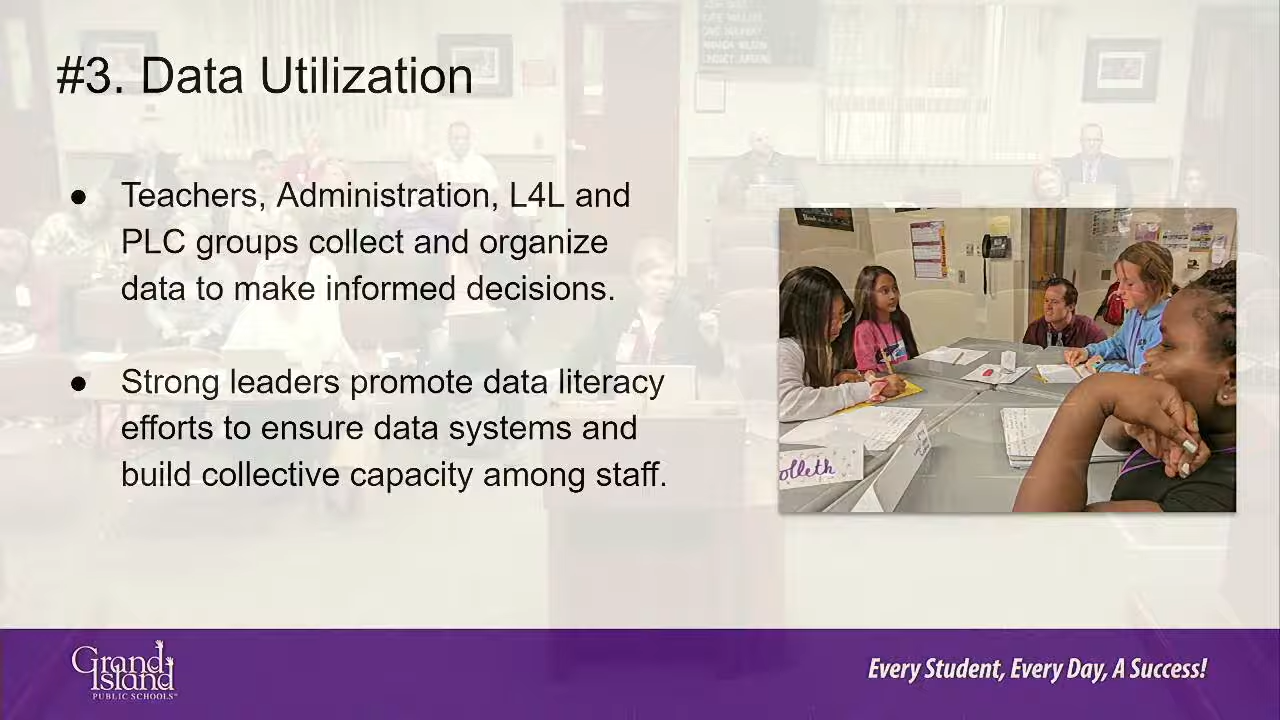 #3. Data Utilization
● Teachers, Administration, L4L and
PLC groups collect and organize
data to make informed decisions.
● Strong leaders promote data literacy
efforts to ensure data systems and
build collective capacity among staff.
olleth
Grand
Island
PUBLIC SCHOOLS
Every Student, Every Day, A Success!